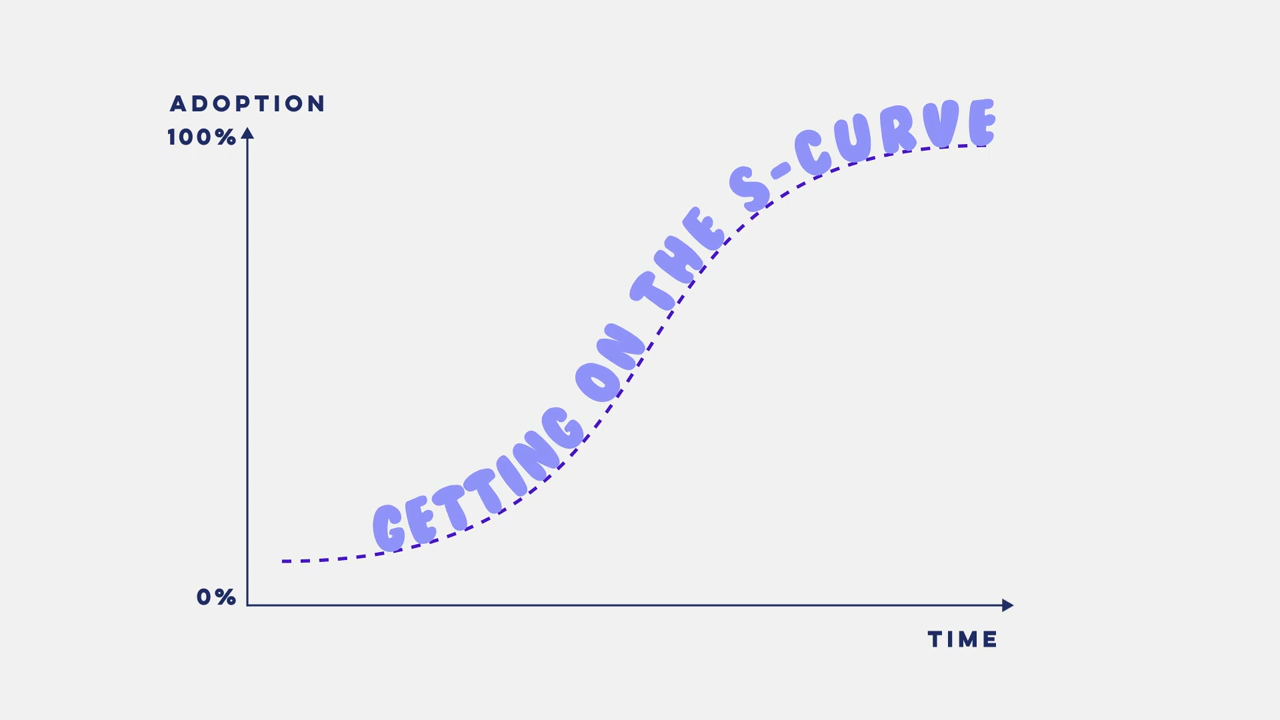 ADOPTION
100%
GETTING ON THE S-CURVE
0%
TIME